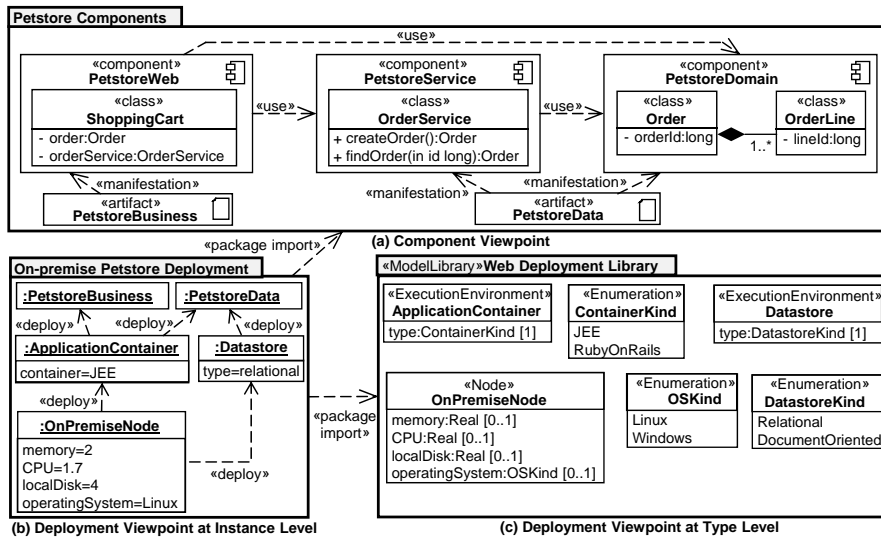 Petstore Components
«use»
«component»
PetstoreWeb
«class»
ShoppingCart
- order:Order
- orderService:OrderService
«use»
«component»
PetstoreService
«class»
OrderService
+ createOrder():Order
+ findOrder(in id long):Order
«use»
«component»
PetstoreDomain
«class»
Order
- orderId:long
1..*
«class»
OrderLine
- lineId:long
«manifestation»
«artifact»
PetstoreBusiness
«manifestation»
«manifestation»
«artifact»
PetstoreData
(a) Component Viewpoint
«package import»
On-premise Petstore Deployment
:PetstoreBusiness
:PetstoreData
«deploy»
«deploy»
«deploy»
:ApplicationContainer
container=JEE
:Datastore
type=relational
«deploy»
:OnPremiseNode
memory=2
CPU=1.7
localDisk=4
operatingSystem=Linux
«deploy»
(b) Deployment Viewpoint at Instance Level
«package
import»
«ModelLibrary»Web Deployment Library
«ExecutionEnvironment»
ApplicationContainer
type:ContainerKind [1]
«Enumeration»
ContainerKind
JEE
RubyOnRails
«ExecutionEnvironment»
Datastore
type:DatastoreKind [1]
«Node»
OnPremiseNode
memory:Real [0..1]
CPU:Real [0..1]
localDisk:Real [0..1]
operatingSystem:OSKind [0..1]
«Enumeration»
OSKind
Linux
Windows
«Enumeration»
DatastoreKind
Relational
DocumentOriented
(c) Deployment Viewpoint at Type Level